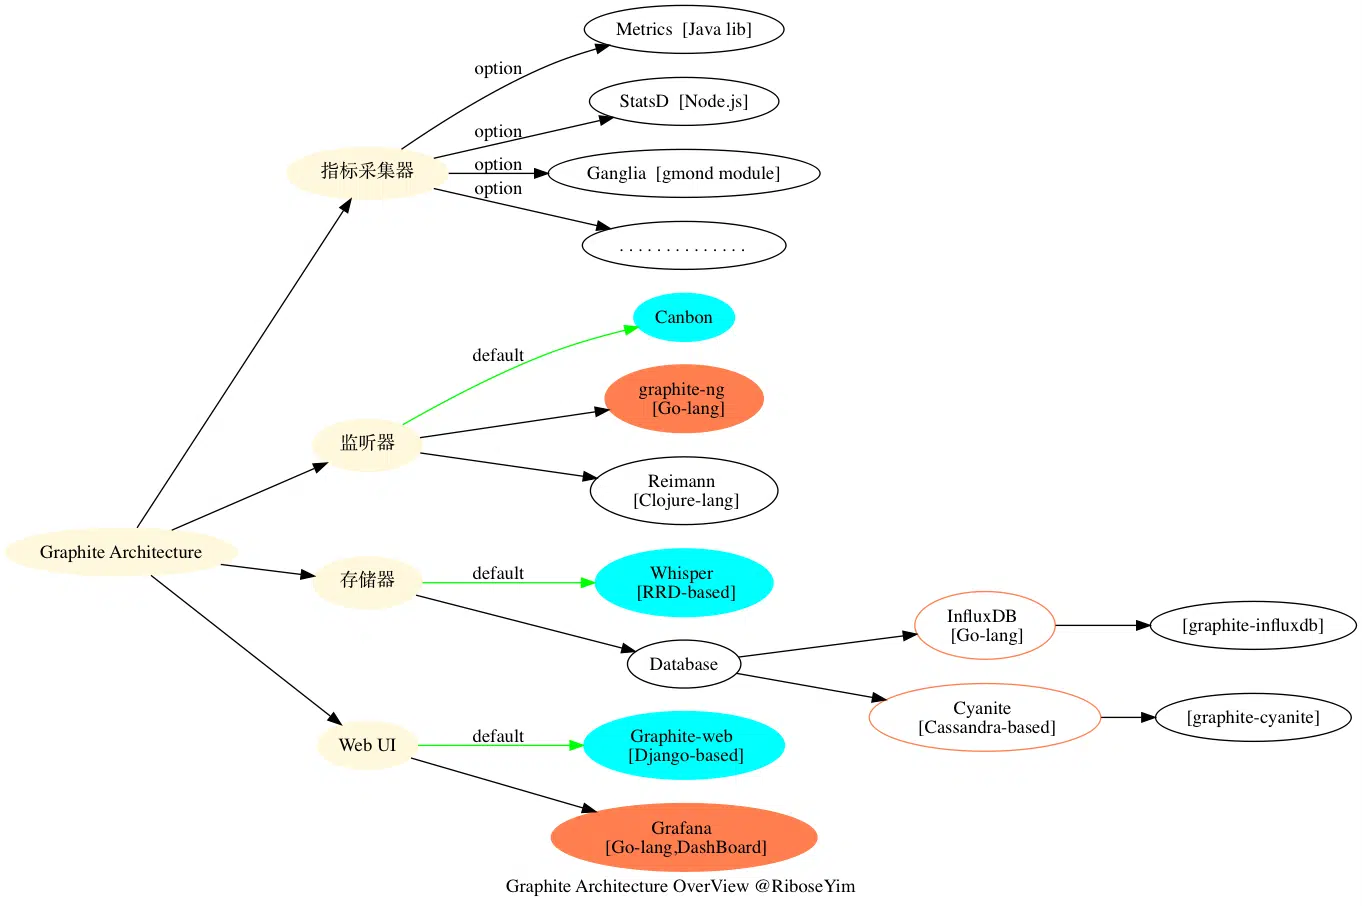 Metrics [Java lib]
option
StatsD [Node.js]
option
指标采集器
option
Ganglia [gmond module]
option
. . . . . . . . . . . . . .
Canbon
default
graphite-ng
[Go-lang]
监听器
Reimann
[Clojure-lang]
Graphite Architecture
存储器
default
Whisper
[RRD-based]
InfluxDB
[Go-lang]
[graphite-influxdb]
Database
Cyanite
[Cassandra-based]
[graphite-cyanite]
Web UI
default
Graphite-web
[Django-based]
Grafana
[Go-lang,DashBoard]
Graphite Architecture OverView @RiboseYim